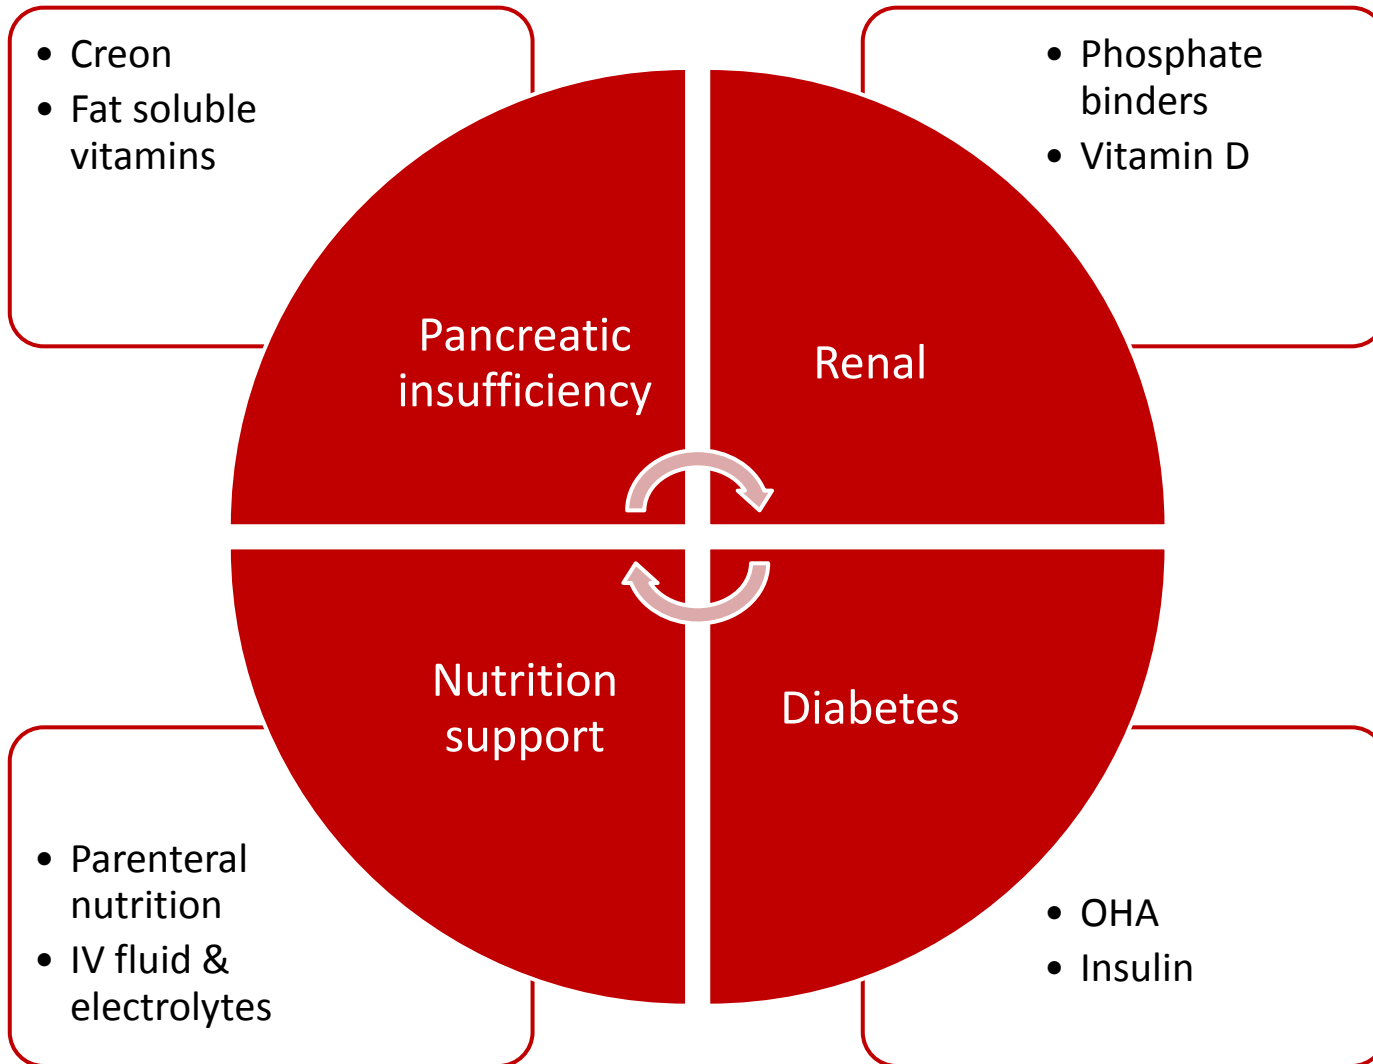 • Creon
• Fat soluble
vitamins
• Phosphate
binders
• Vitamin D
Pancreatic
insufficiency
Renal
Nutrition
support
Diabetes
• Parenteral
nutrition
• IV fluid &
electrolytes
• OHA
• Insulin